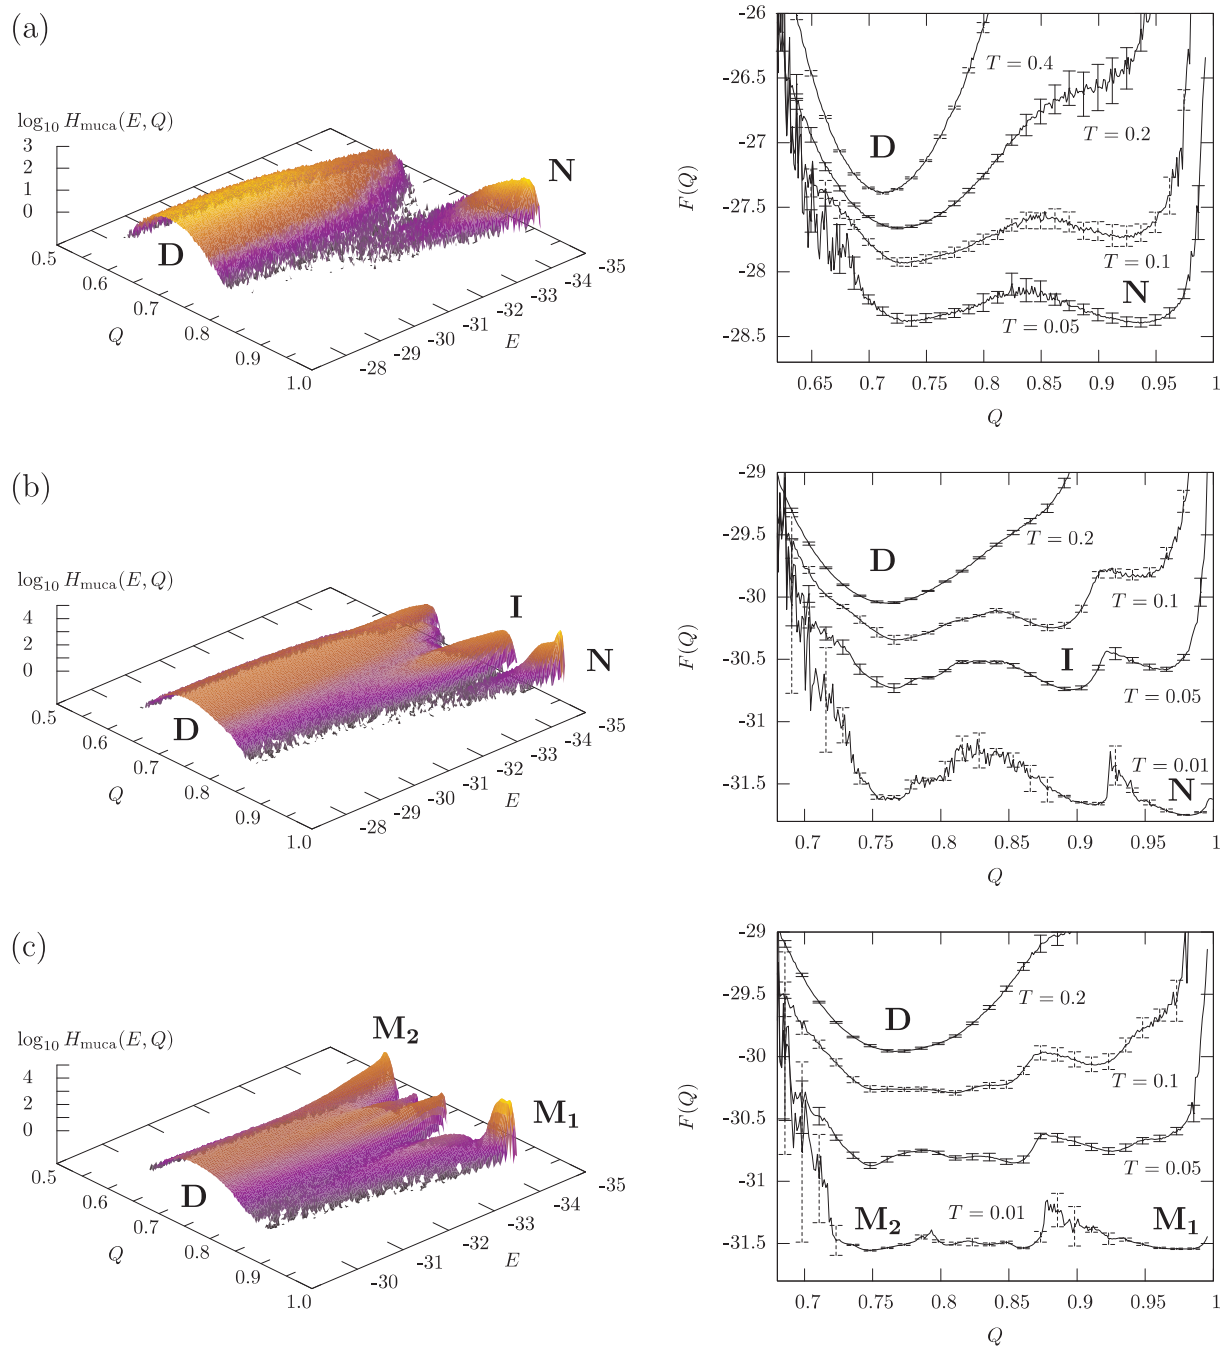 (a)
log₁₀ H_muca(E, Q)
3
2
1
0
D
N
0.5
0.6
0.7
0.8
0.9
1.0
Q
-28
-29
-30
-31
-32
-33
-34
-35
E
-26
-26.5
-27
-27.5
-28
-28.5
F(Q)
T = 0.4
T = 0.2
T = 0.1
T = 0.05
D
N
0.65
0.7
0.75
0.8
0.85
0.9
0.95
1
Q
(b)
log₁₀ H_muca(E, Q)
4
2
0
D
I
N
0.5
0.6
0.7
0.8
0.9
1.0
Q
-28
-29
-30
-31
-32
-33
-34
-35
E
-29
-29.5
-30
-30.5
-31
-31.5
F(Q)
D
T = 0.2
T = 0.1
I
T = 0.05
T = 0.01
N
0.7
0.75
0.8
0.85
0.9
0.95
1
Q
(c)
log₁₀ H_muca(E, Q)
4
2
0
M₂
M₁
D
0.5
0.6
0.7
0.8
0.9
1.0
Q
-30
-31
-32
-33
-34
-35
E
-29
-29.5
-30
-30.5
-31
-31.5
F(Q)
D
T = 0.2
T = 0.1
T = 0.05
M₂
T = 0.01
M₁
0.7
0.75
0.8
0.85
0.9
0.95
1
Q